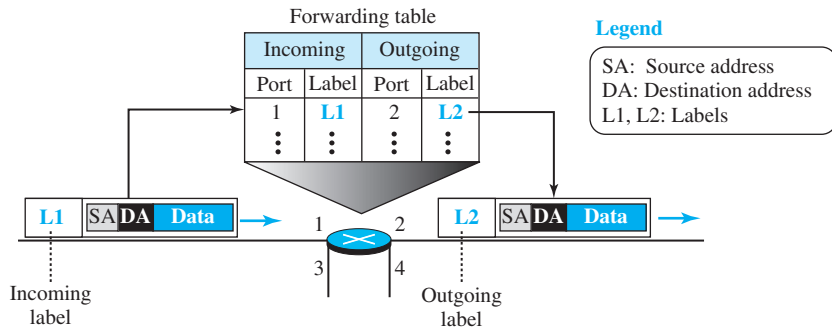 Forwarding table
Legend
Incoming Outgoing
SA: Source address
DA: Destination address
L1, L2: Labels
Port Label Port Label
1 L1 2 L2
L1 SA DA Data
1 2
L2 SA DA Data
3 4
Incoming
label
Outgoing
label